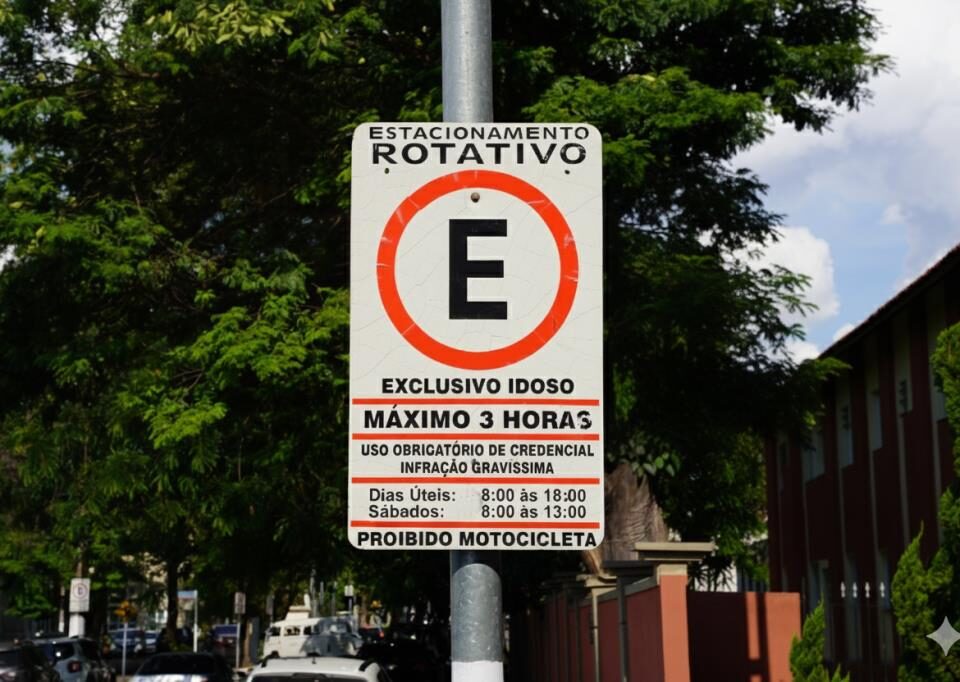 ESTACIONAMENTO
ROTATIVO
E
EXCLUSIVO IDOSO
MÁXIMO 3 HORAS
USO OBRIGATÓRIO DE CREDENCIAL
INFRAÇÃO GRAVÍSSIMA
Dias Úteis: 8:00 às 18:00
Sábados: 8:00 às 13:00
PROIBIDO MOTOCICLETA